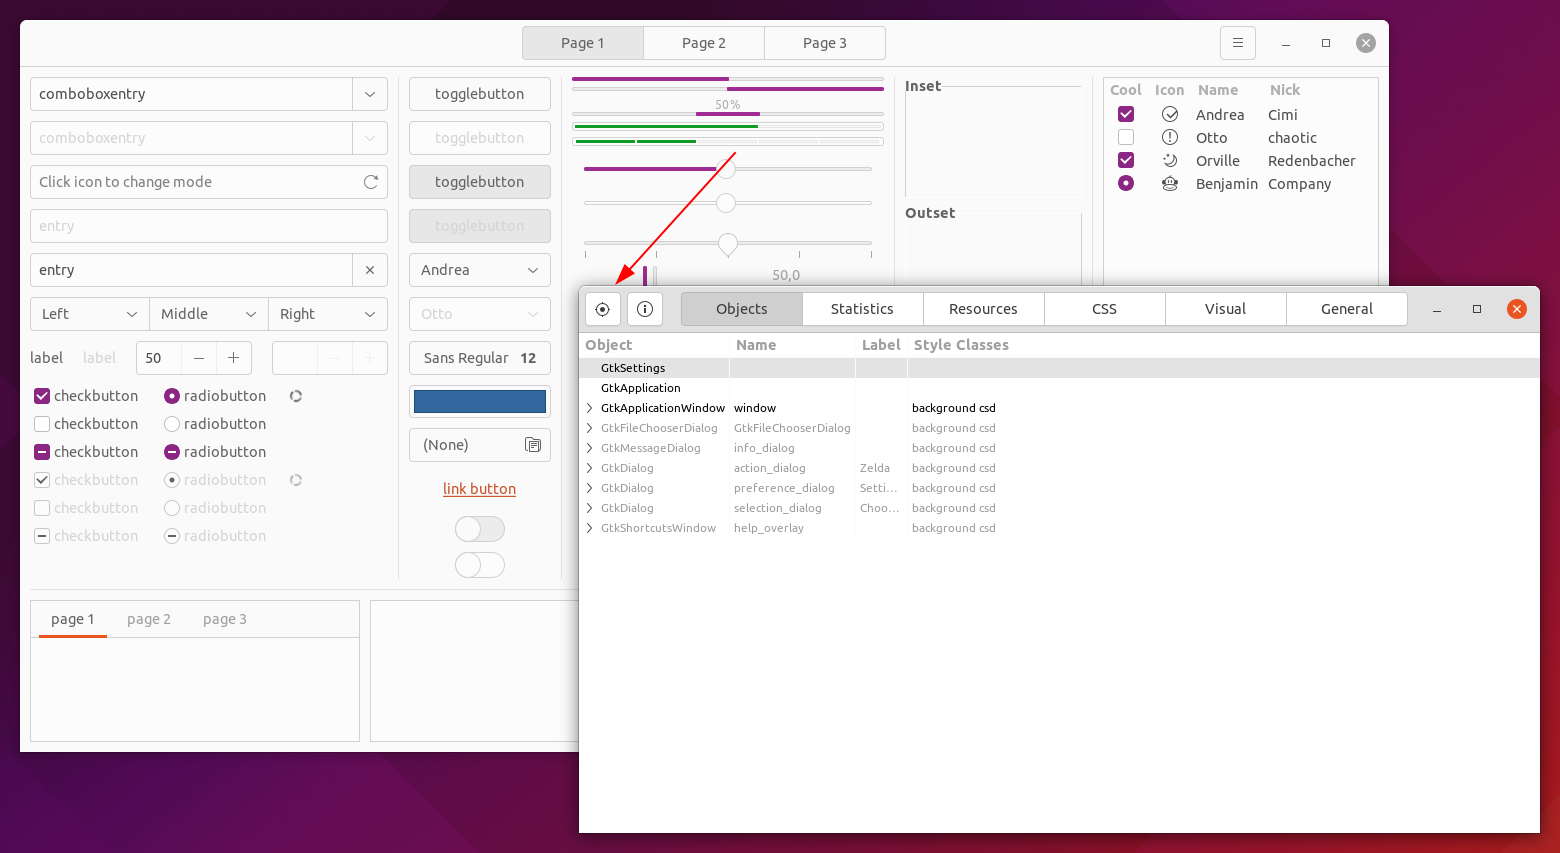 Page 1 Page 2 Page 3
comboboxentry
comboboxentry
Click icon to change mode
entry
entry
Left Middle Right
label label 50
checkbutton radiobutton
checkbutton radiobutton
checkbutton radiobutton
checkbutton radiobutton
checkbutton radiobutton
checkbutton radiobutton
togglebutton
togglebutton
togglebutton
togglebutton
Andrea
Otto
Sans Regular 12
(None)
link button
50%
50,0
Inset
Outset
Cool Icon Name Nick
Andrea Cimi
Otto chaotic
Orville Redenbacher
Benjamin Company
page 1 page 2 page 3
Objects Statistics Resources CSS Visual General
Object Name Label Style Classes
GtkSettings
GtkApplication
GtkApplicationWindow window background csd
GtkFileChooserDialog GtkFileChooserDialog background csd
GtkMessageDialog info_dialog background csd
GtkDialog action_dialog Zelda background csd
GtkDialog preference_dialog Setti... background csd
GtkDialog selection_dialog Choo... background csd
GtkShortcutsWindow help_overlay background csd